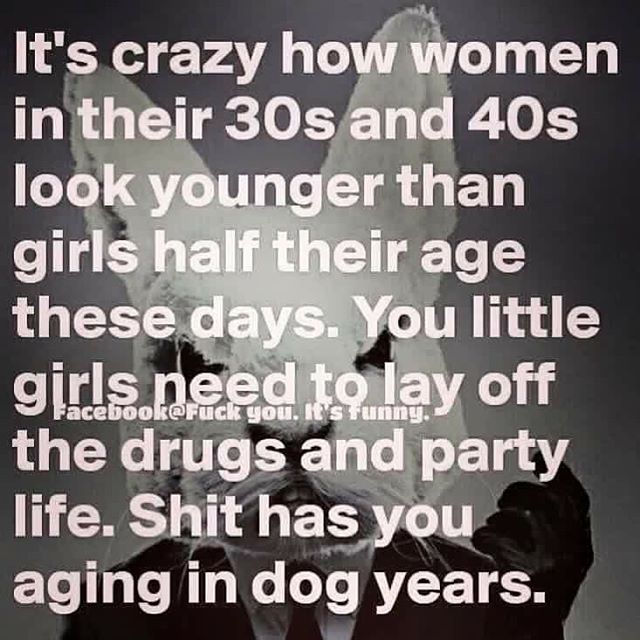 It's crazy how women
in their 30s and 40s
look younger than
girls half their age
these days. You little
girls need to lay off
Facebook@Fuck you. It's funny.
the drugs and party
life. Shit has you
aging in dog years.